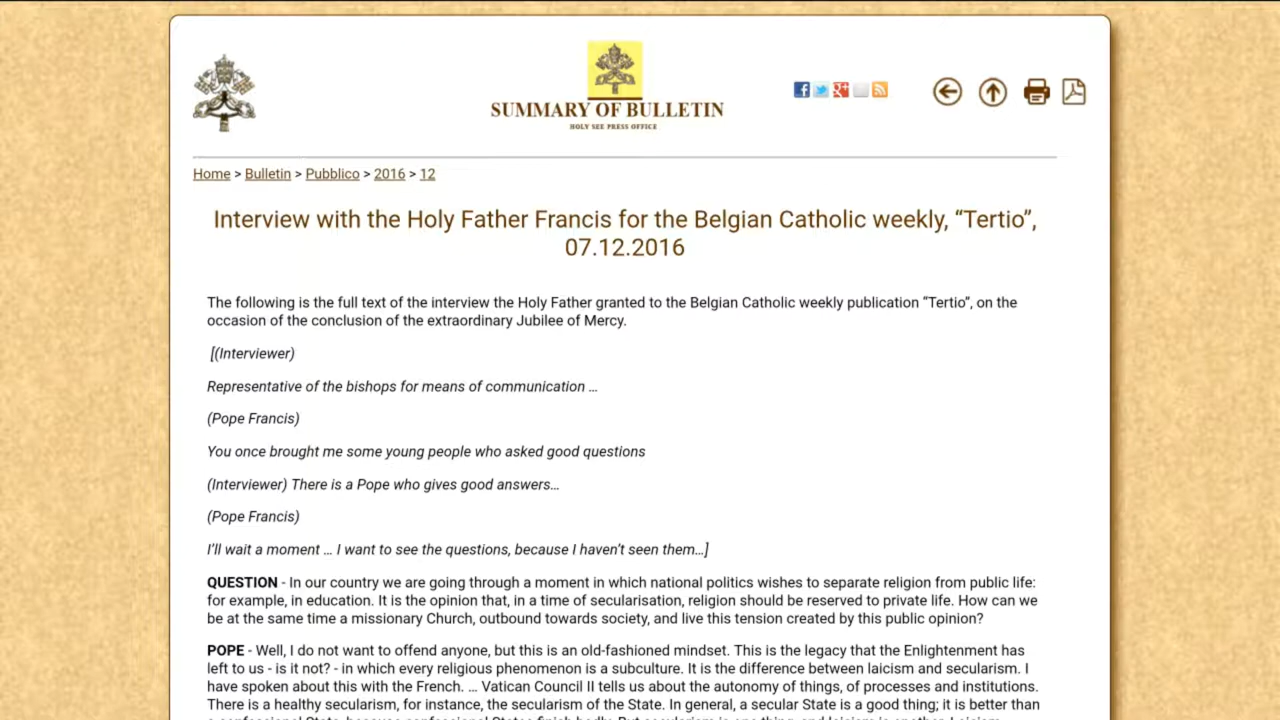 SUMMARY OF BULLETIN
HOLY SEE PRESS OFFICE
Home > Bulletin > Pubblico > 2016 > 12
Interview with the Holy Father Francis for the Belgian Catholic weekly, “Tertio”,
07.12.2016
The following is the full text of the interview the Holy Father granted to the Belgian Catholic weekly publication “Tertio”, on the
occasion of the conclusion of the extraordinary Jubilee of Mercy.
[(Interviewer)
Representative of the bishops for means of communication …
(Pope Francis)
You once brought me some young people who asked good questions
(Interviewer) There is a Pope who gives good answers…
(Pope Francis)
I’ll wait a moment … I want to see the questions, because I haven’t seen them…]
QUESTION - In our country we are going through a moment in which national politics wishes to separate religion from public life:
for example, in education. It is the opinion that, in a time of secularisation, religion should be reserved to private life. How can we
be at the same time a missionary Church, outbound towards society, and live this tension created by this public opinion?
POPE - Well, I do not want to offend anyone, but this is an old-fashioned mindset. This is the legacy that the Enlightenment has
left to us - is it not? - in which every religious phenomenon is a subculture. It is the difference between laicism and secularism. I
have spoken about this with the French. … Vatican Council II tells us about the autonomy of things, of processes and institutions.
There is a healthy secularism, for instance, the secularism of the State. In general, a secular State is a good thing; it is better than